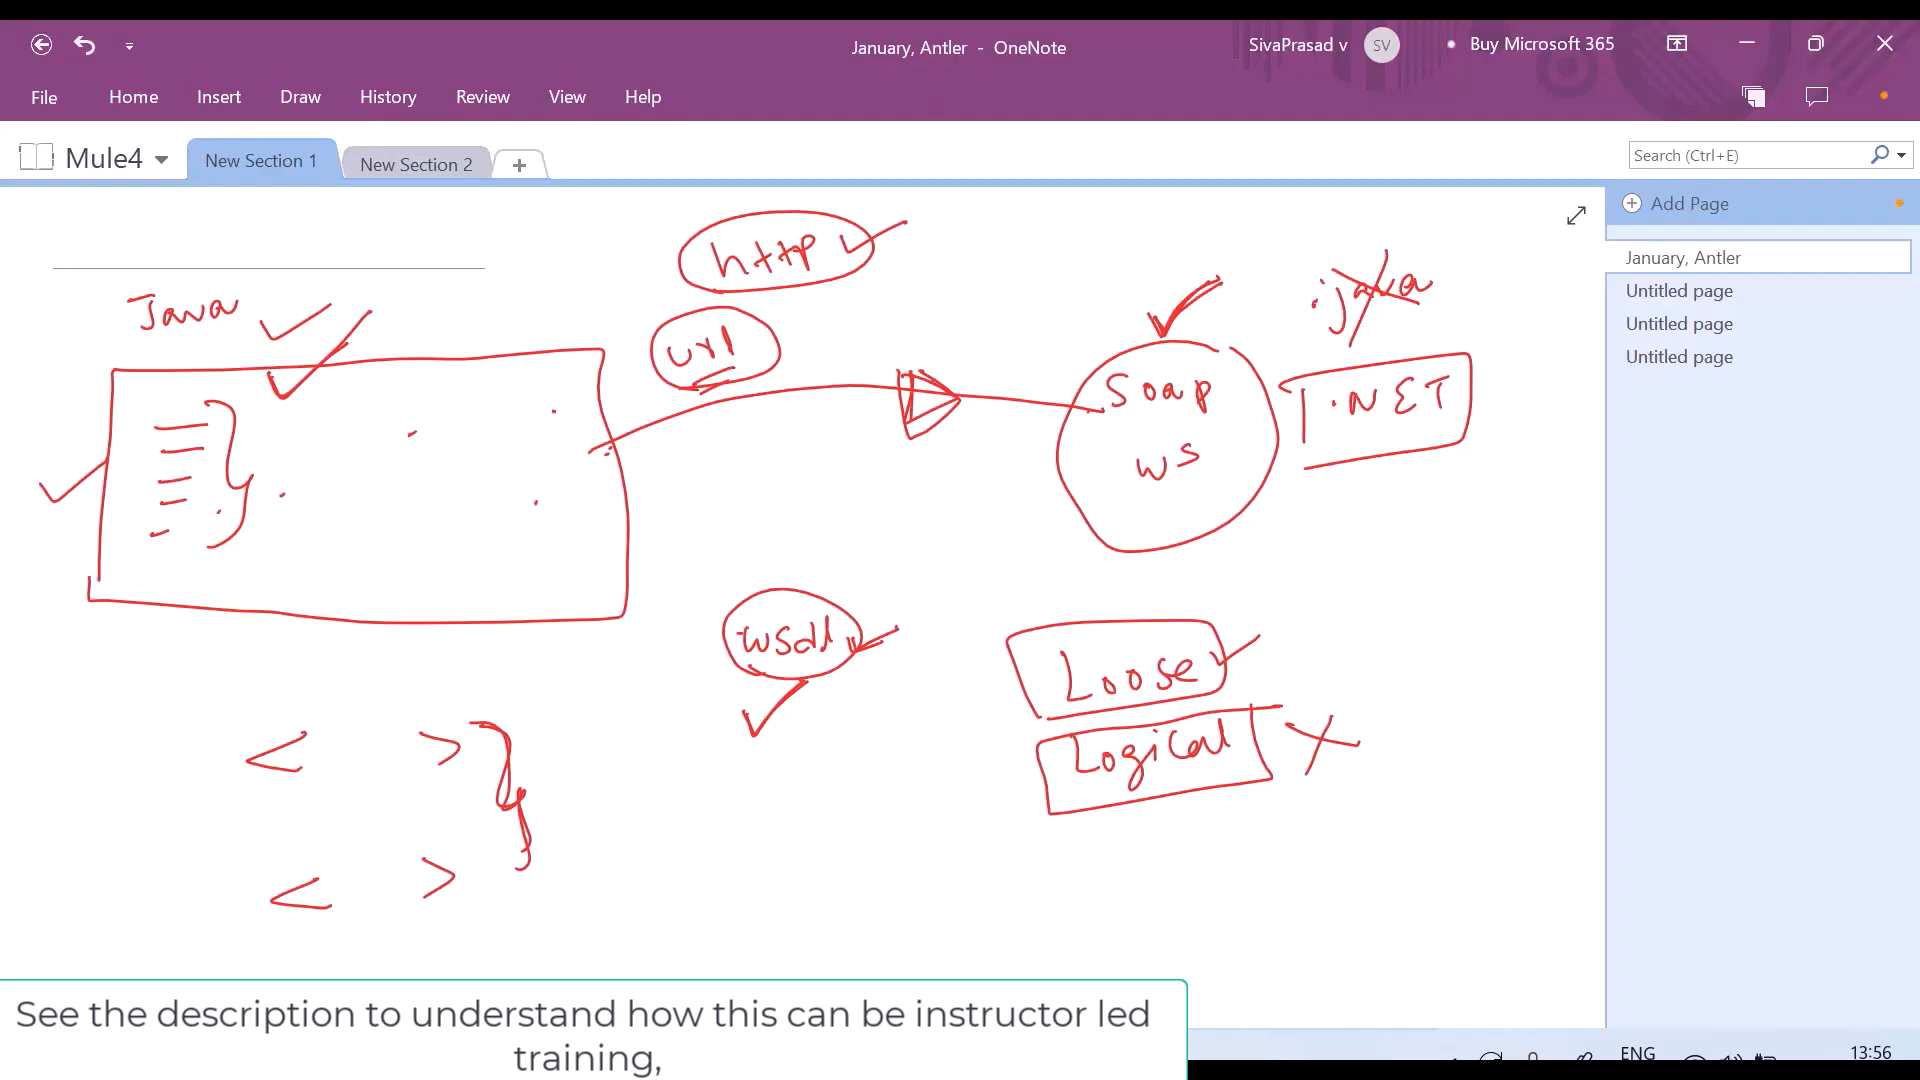 January, Antler - OneNote
SivaPrasad v
SV
Buy Microsoft 365
File
Home
Insert
Draw
History
Review
View
Help
Mule4
New Section 1
New Section 2
+
Search (Ctrl+E)
Add Page
January, Antler
Untitled page
Untitled page
Untitled page
http
Java
url
java
Soap
WS
.NET
wsdl
Loose
Logical
< >
< >
See the description to understand how this can be instructor led
training,
ENG
13:56